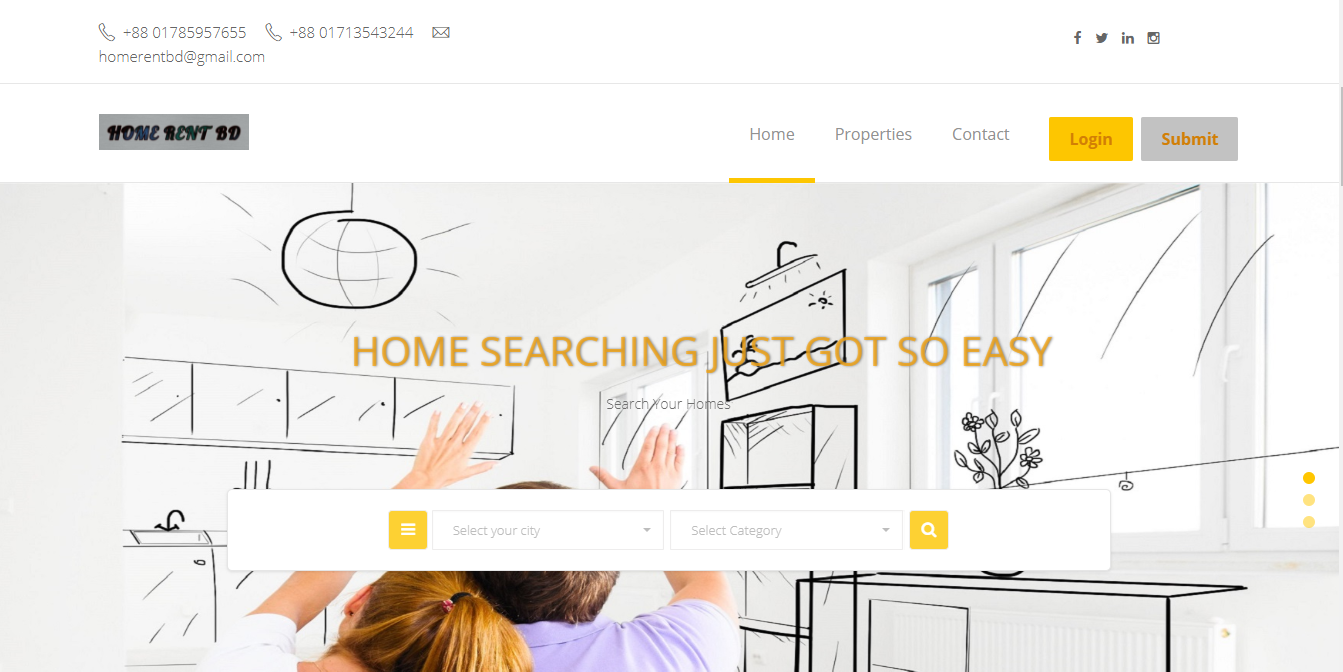 +88 01785957655 +88 01713543244
homerentbd@gmail.com
HOME RENT BD
Home Properties Contact Login Submit
HOME SEARCHING JUST GOT SO EASY
Search Your Homes
Select your city Select Category